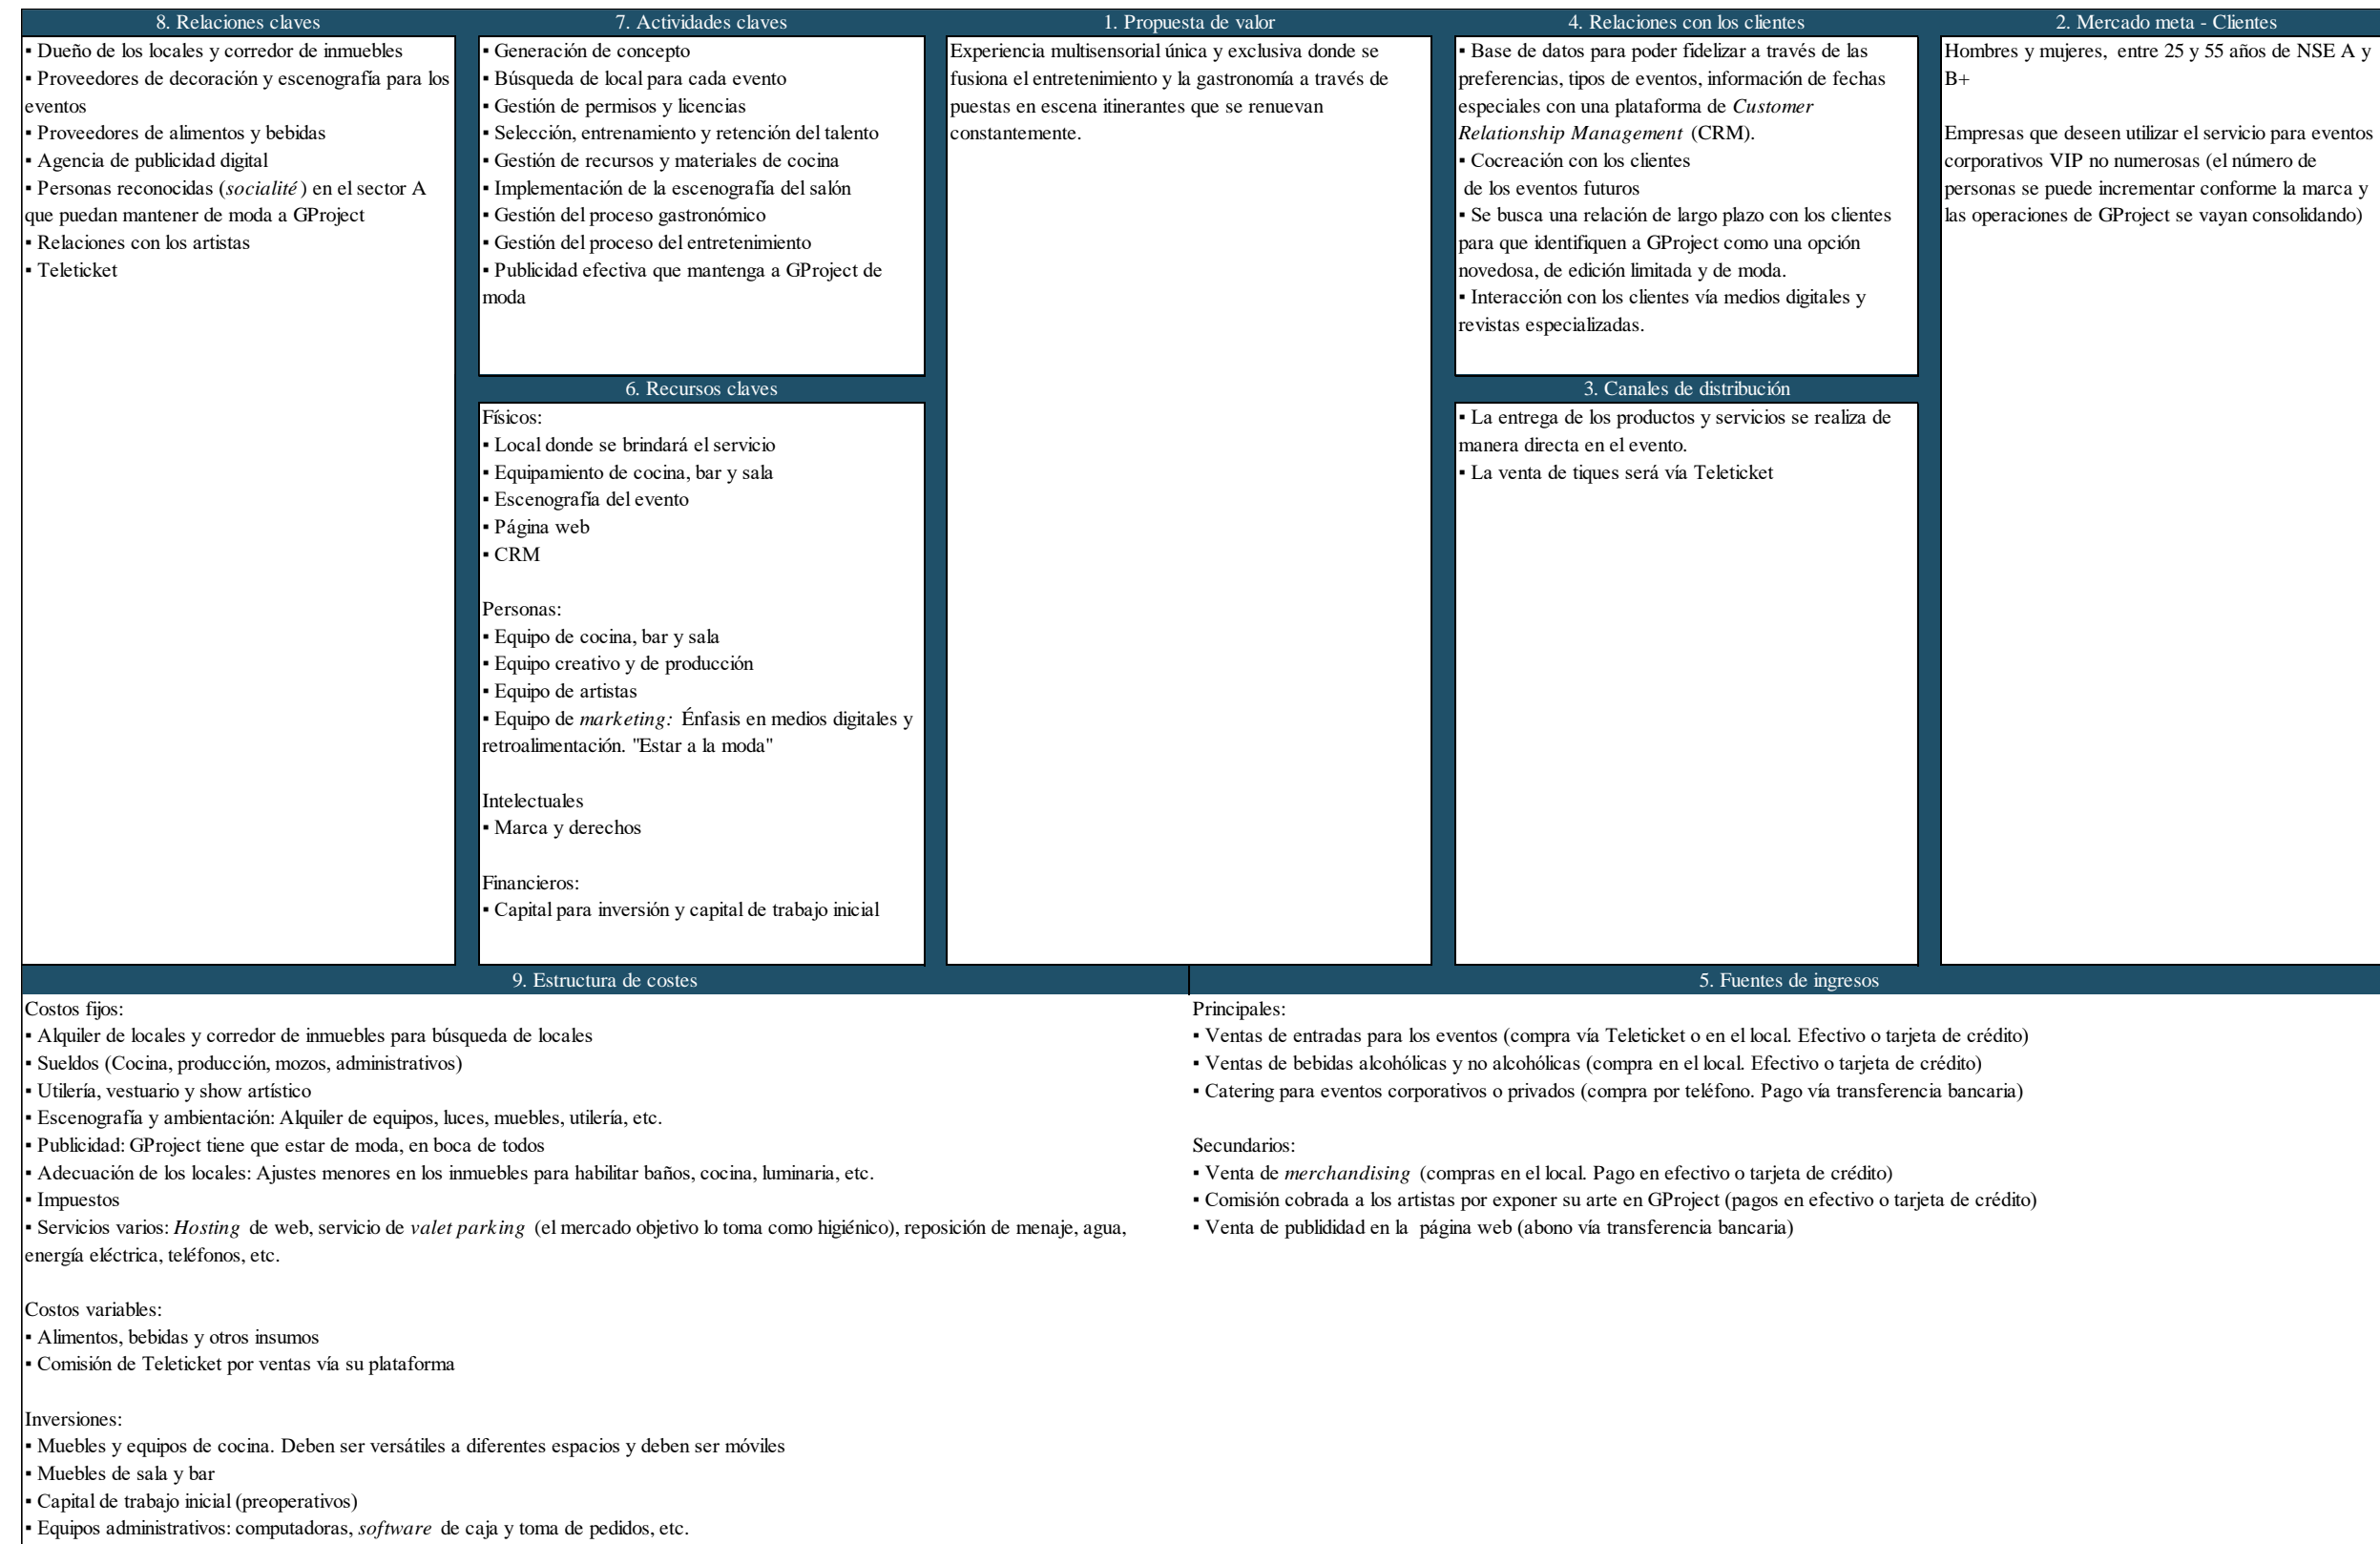 8. Relaciones claves
▪ Dueño de los locales y corredor de inmuebles
▪ Proveedores de decoración y escenografía para los
eventos
▪ Proveedores de alimentos y bebidas
▪ Agencia de publicidad digital
▪ Personas reconocidas (socialité) en el sector A
que puedan mantener de moda a GProject
▪ Relaciones con los artistas
▪ Teleticket
7. Actividades claves
▪ Generación de concepto
▪ Búsqueda de local para cada evento
▪ Gestión de permisos y licencias
▪ Selección, entrenamiento y retención del talento
▪ Gestión de recursos y materiales de cocina
▪ Implementación de la escenografía del salón
▪ Gestión del proceso gastronómico
▪ Gestión del proceso del entretenimiento
▪ Publicidad efectiva que mantenga a GProject de
moda
6. Recursos claves
Físicos:
▪ Local donde se brindará el servicio
▪ Equipamiento de cocina, bar y sala
▪ Escenografía del evento
▪ Página web
▪ CRM
Personas:
▪ Equipo de cocina, bar y sala
▪ Equipo creativo y de producción
▪ Equipo de artistas
▪ Equipo de marketing: Énfasis en medios digitales y
retroalimentación. "Estar a la moda"
Intelectuales
▪ Marca y derechos
Financieros:
▪ Capital para inversión y capital de trabajo inicial
1. Propuesta de valor
Experiencia multisensorial única y exclusiva donde se
fusiona el entretenimiento y la gastronomía a través de
puestas en escena itinerantes que se renuevan
constantemente.
4. Relaciones con los clientes
▪ Base de datos para poder fidelizar a través de las
preferencias, tipos de eventos, información de fechas
especiales con una plataforma de Customer
Relationship Management (CRM).
▪ Cocreación con los clientes
de los eventos futuros
▪ Se busca una relación de largo plazo con los clientes
para que identifiquen a GProject como una opción
novedosa, de edición limitada y de moda.
▪ Interacción con los clientes vía medios digitales y
revistas especializadas.
3. Canales de distribución
▪ La entrega de los productos y servicios se realiza de
manera directa en el evento.
▪ La venta de tiques será vía Teleticket
2. Mercado meta - Clientes
Hombres y mujeres, entre 25 y 55 años de NSE A y
B+
Empresas que deseen utilizar el servicio para eventos
corporativos VIP no numerosas (el número de
personas se puede incrementar conforme la marca y
las operaciones de GProject se vayan consolidando)
9. Estructura de costes
Costos fijos:
▪ Alquiler de locales y corredor de inmuebles para búsqueda de locales
▪ Sueldos (Cocina, producción, mozos, administrativos)
▪ Utilería, vestuario y show artístico
▪ Escenografía y ambientación: Alquiler de equipos, luces, muebles, utilería, etc.
▪ Publicidad: GProject tiene que estar de moda, en boca de todos
▪ Adecuación de los locales: Ajustes menores en los inmuebles para habilitar baños, cocina, luminaria, etc.
▪ Impuestos
▪ Servicios varios: Hosting de web, servicio de valet parking (el mercado objetivo lo toma como higiénico), reposición de menaje, agua,
energía eléctrica, teléfonos, etc.
Costos variables:
▪ Alimentos, bebidas y otros insumos
▪ Comisión de Teleticket por ventas vía su plataforma
Inversiones:
▪ Muebles y equipos de cocina. Deben ser versátiles a diferentes espacios y deben ser móviles
▪ Muebles de sala y bar
▪ Capital de trabajo inicial (preoperativos)
▪ Equipos administrativos: computadoras, software de caja y toma de pedidos, etc.
5. Fuentes de ingresos
Principales:
▪ Ventas de entradas para los eventos (compra vía Teleticket o en el local. Efectivo o tarjeta de crédito)
▪ Ventas de bebidas alcohólicas y no alcohólicas (compra en el local. Efectivo o tarjeta de crédito)
▪ Catering para eventos corporativos o privados (compra por teléfono. Pago vía transferencia bancaria)
Secundarios:
▪ Venta de merchandising (compras en el local. Pago en efectivo o tarjeta de crédito)
▪ Comisión cobrada a los artistas por exponer su arte en GProject (pagos en efectivo o tarjeta de crédito)
▪ Venta de publididad en la página web (abono vía transferencia bancaria)